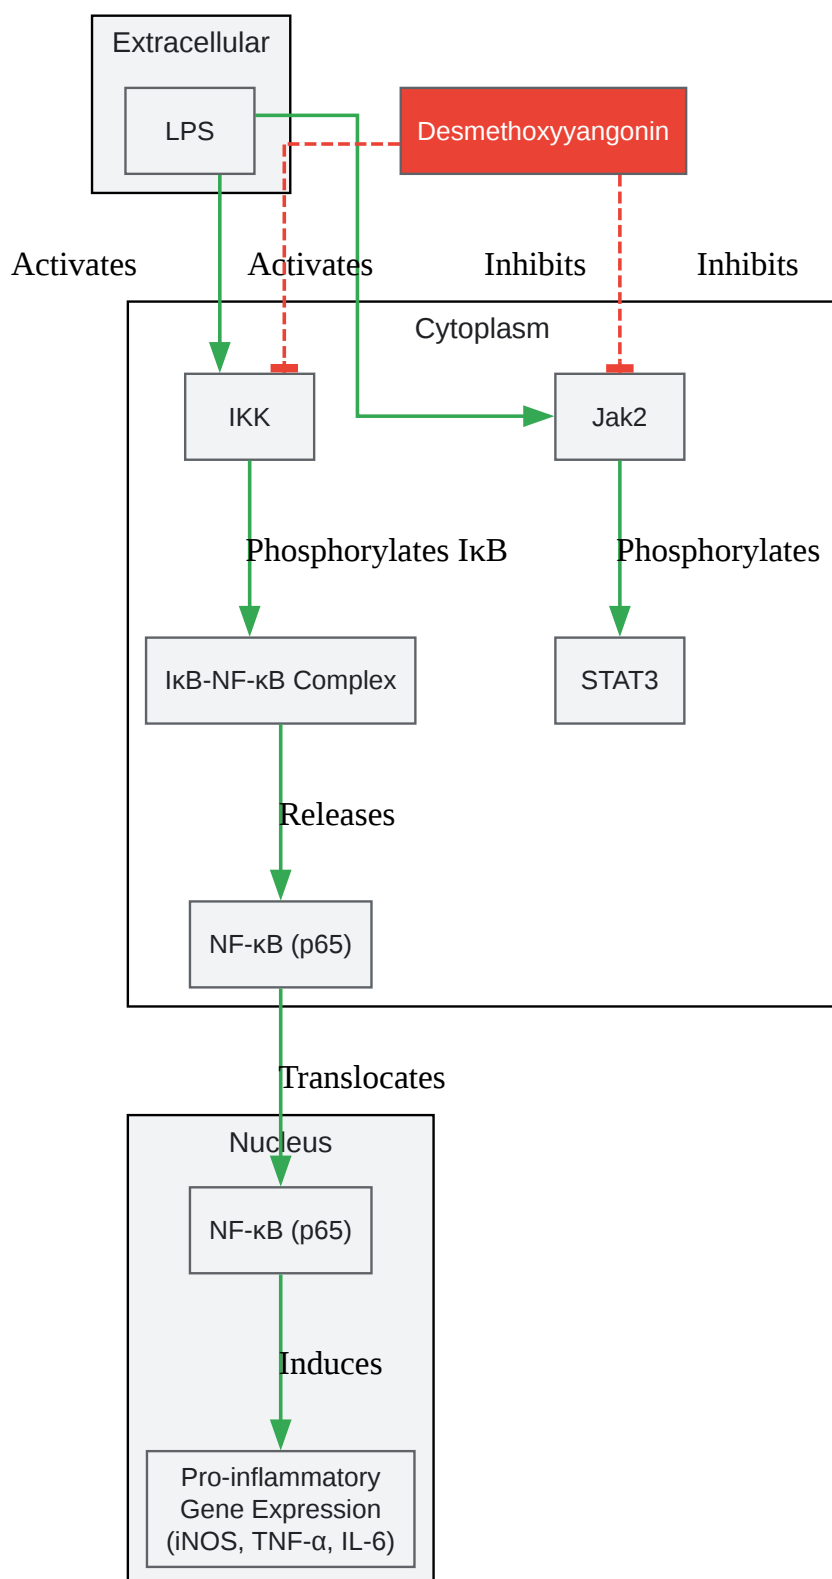 Extracellular
LPS
Desmethoxyyangonin
Activates
Activates
Inhibits
Inhibits
Cytoplasm
IKK
Jak2
Phosphorylates IκB
Phosphorylates
IκB-NF-κB Complex
STAT3
Releases
NF-κB (p65)
Translocates
Nucleus
NF-κB (p65)
Induces
Pro-inflammatory
Gene Expression
(iNOS, TNF-α, IL-6)